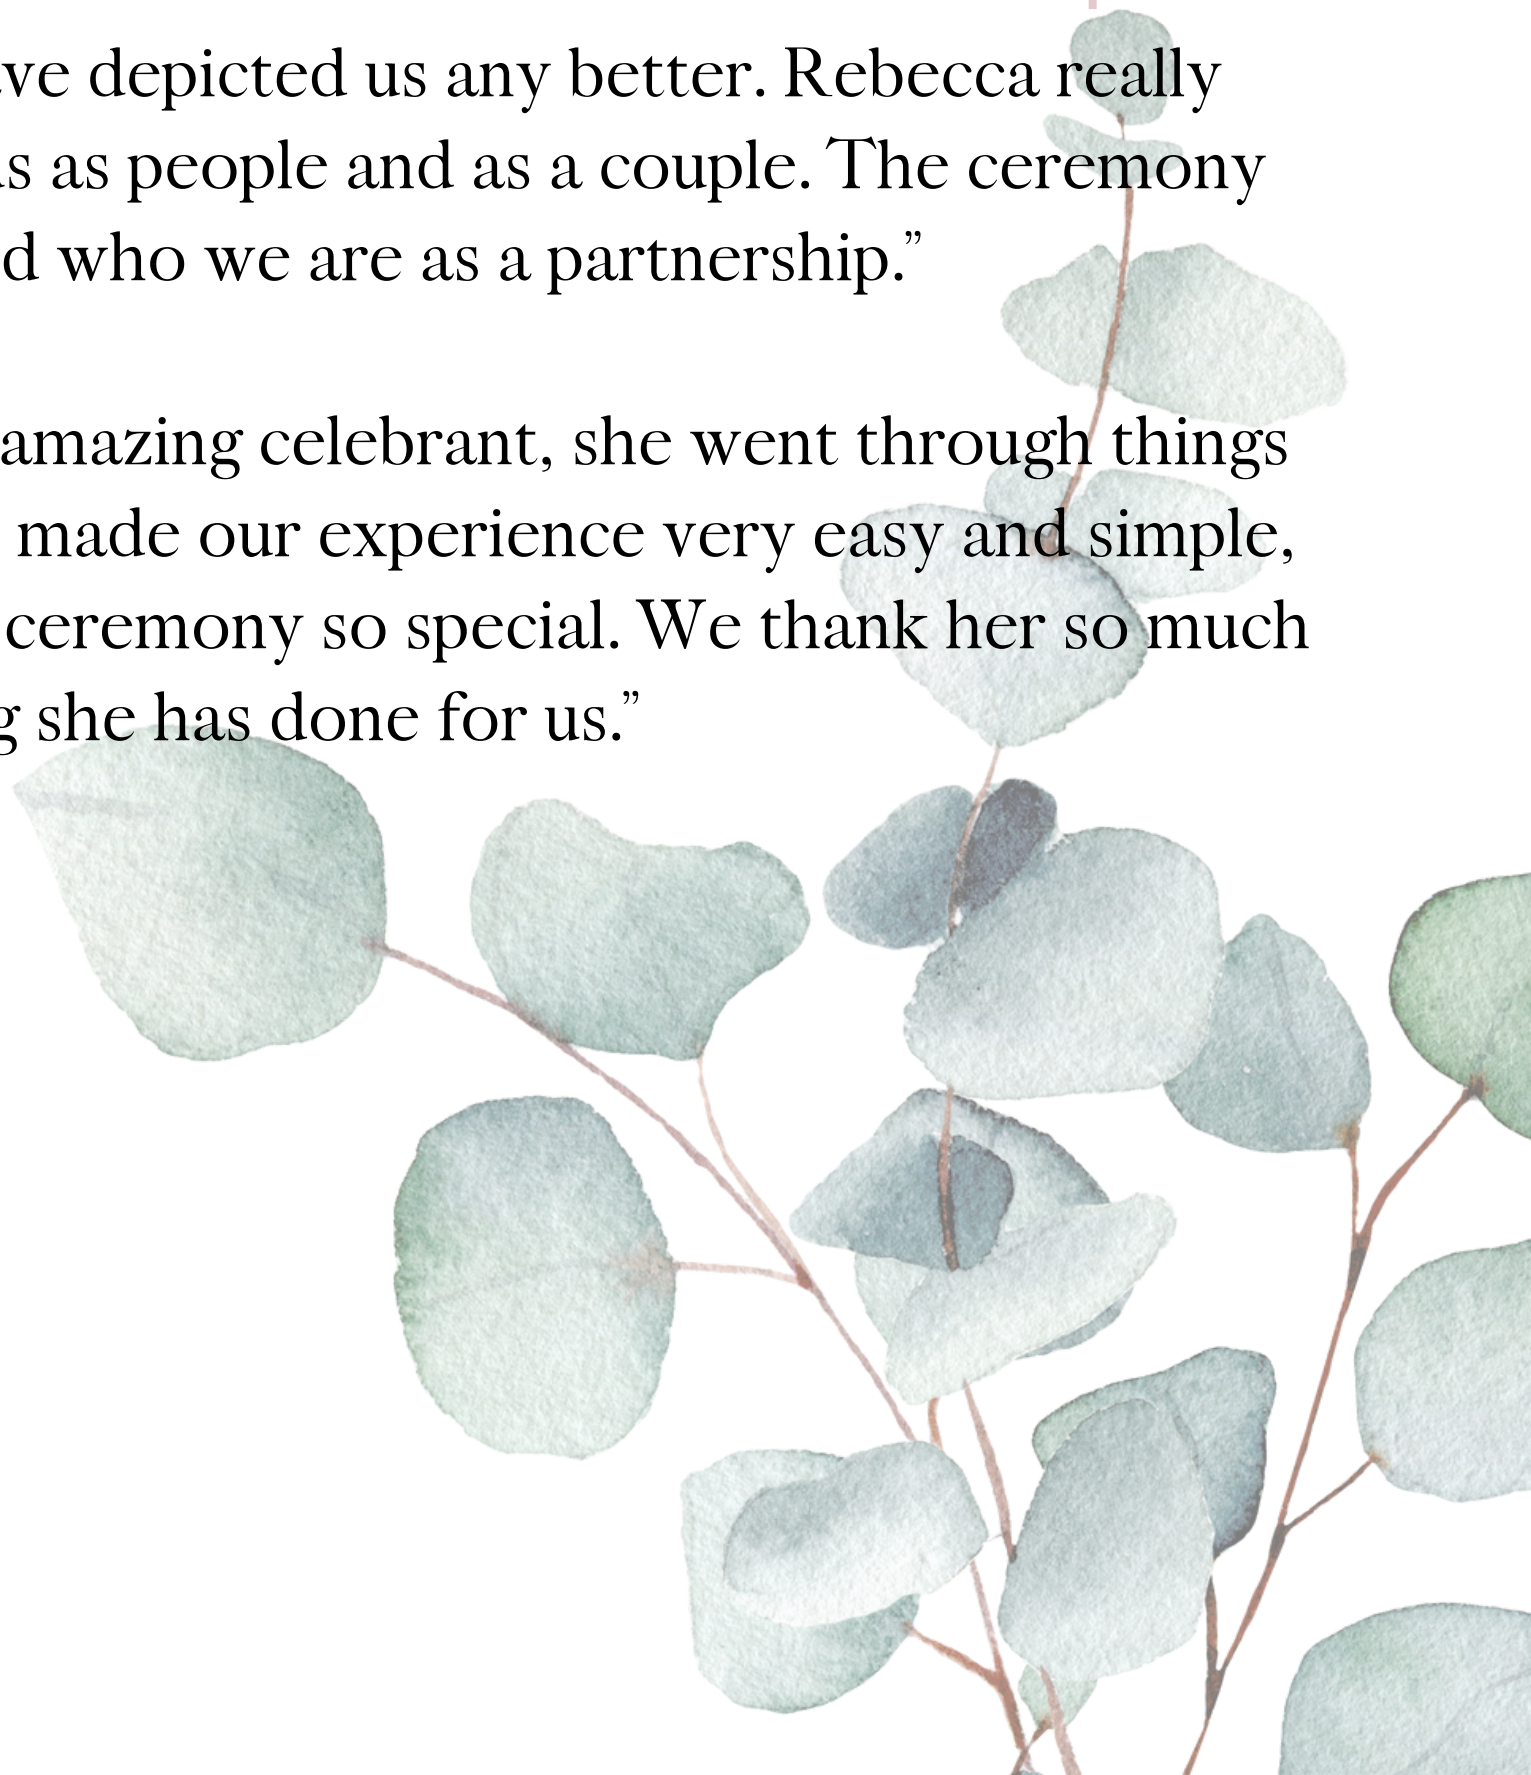 ve depicted us any better. Rebecca really
as people and as a couple. The ceremony
d who we are as a partnership.”
amazing celebrant, she went through things
made our experience very easy and simple,
ceremony so special. We thank her so much
g she has done for us.”